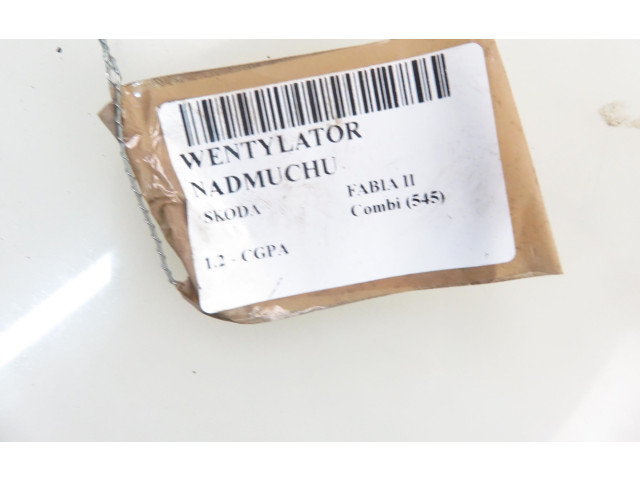 WENTYLATOR
NADMUCHU
SKODA FABIA II
Combi (545)
1.2 - CGPA